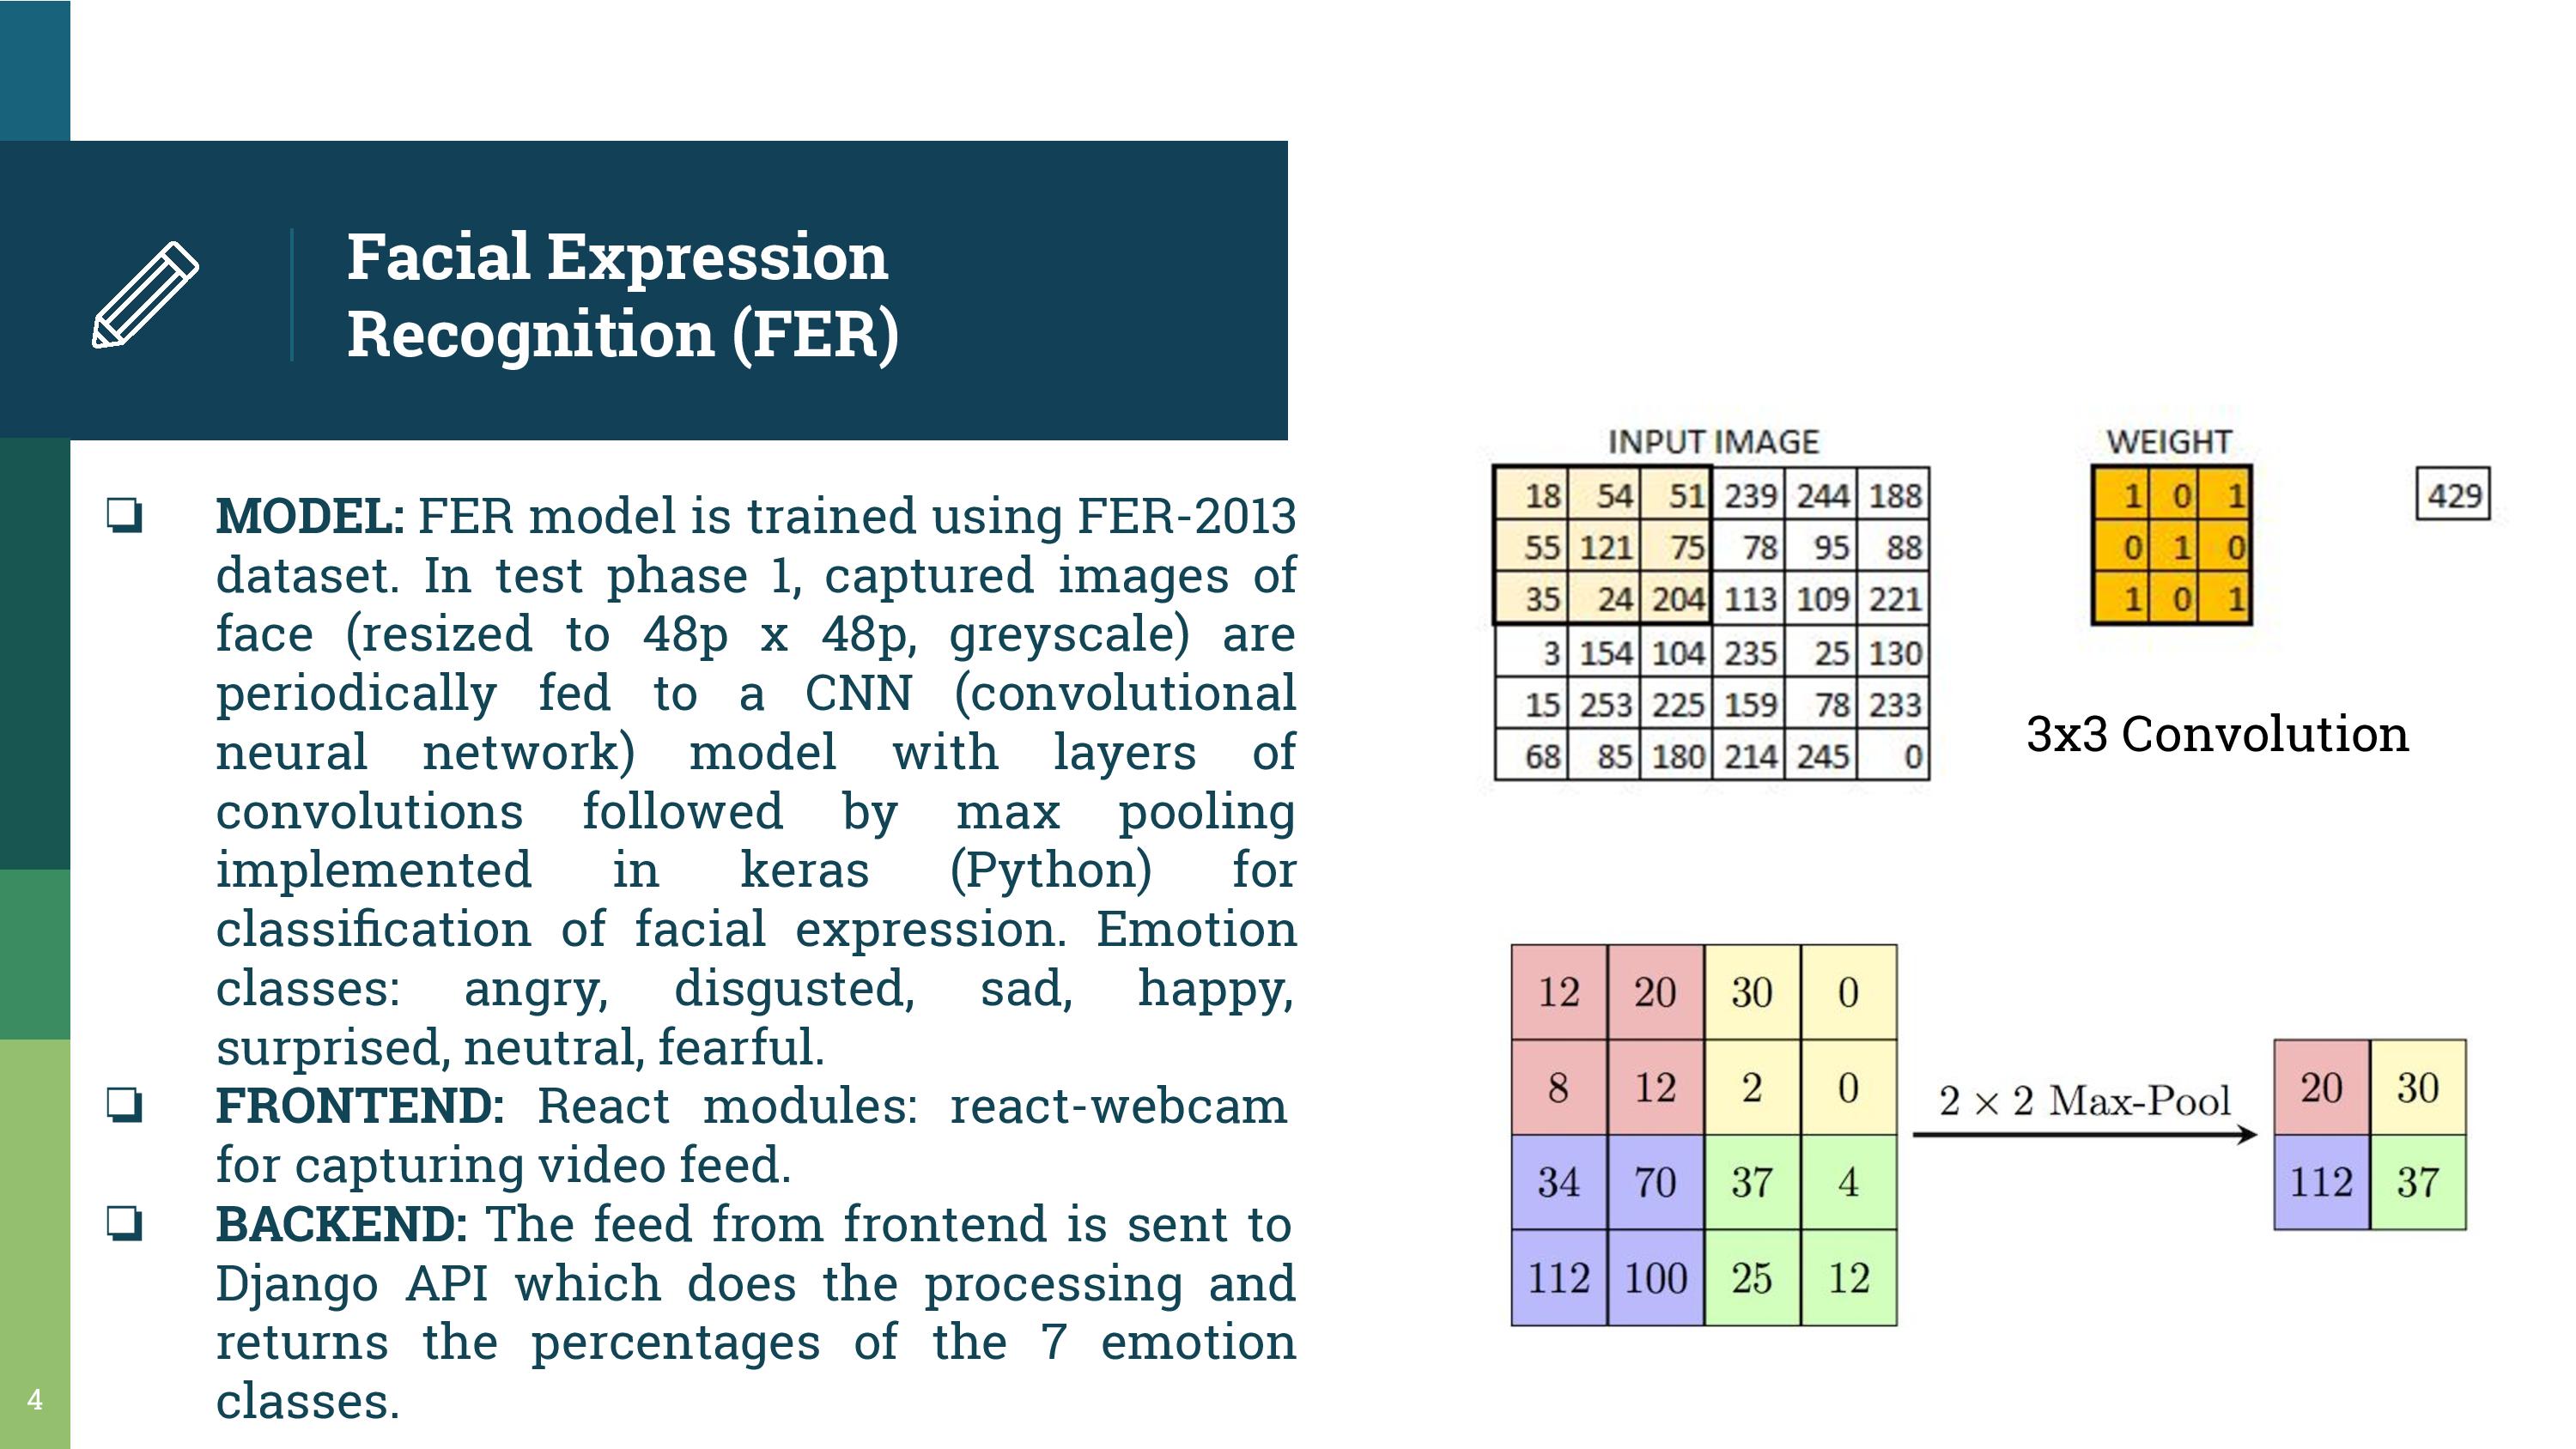 Facial Expression
Recognition (FER)
❏ MODEL: FER model is trained using FER-2013
dataset. In test phase 1, captured images of
face (resized to 48p x 48p, greyscale) are
periodically fed to a CNN (convolutional
neural network) model with layers of
convolutions followed by max pooling
implemented in keras (Python) for
classification of facial expression. Emotion
classes: angry, disgusted, sad, happy,
surprised, neutral, fearful.
❏ FRONTEND: React modules: react-webcam
for capturing video feed.
❏ BACKEND: The feed from frontend is sent to
Django API which does the processing and
returns the percentages of the 7 emotion
classes.
4
INPUT IMAGE
18 54 51 239 244 188
55 121 75 78 95 88
35 24 204 113 109 221
3 154 104 235 25 130
15 253 225 159 78 233
68 85 180 214 245 0
WEIGHT
1 0 1
0 1 0
1 0 1
429
3x3 Convolution
12 20 30 0
8 12 2 0
34 70 37 4
112 100 25 12
2 × 2 Max-Pool
20 30
112 37